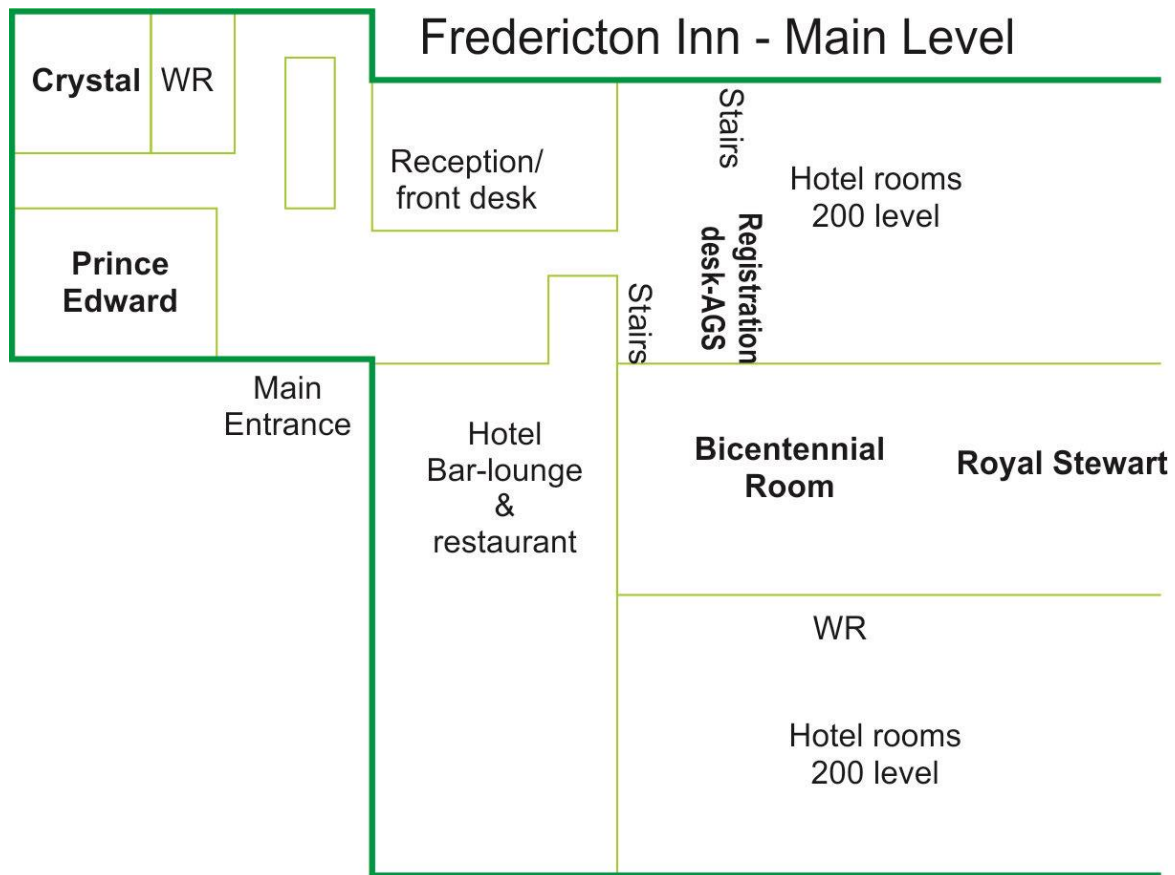 Fredericton Inn - Main Level
Crystal
WR
Reception/
front desk
Stairs
Hotel rooms
200 level
Prince
Edward
Stairs
Registration
desk-AGS
Main
Entrance
Hotel
Bar-lounge
&
restaurant
Bicentennial
Room
Royal Stewart
WR
Hotel rooms
200 level